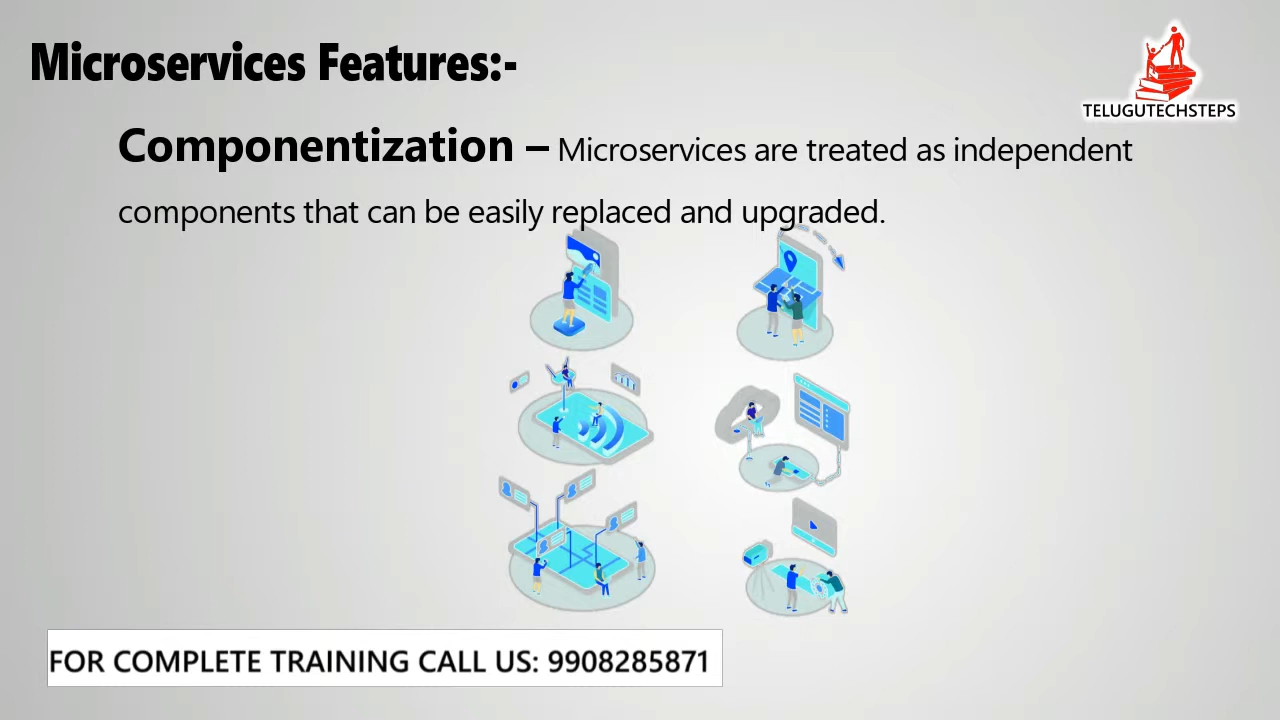 Microservices Features:-
TELUGUTECHSTEPS
Componentization – Microservices are treated as independent
components that can be easily replaced and upgraded.
FOR COMPLETE TRAINING CALL US: 9908285871